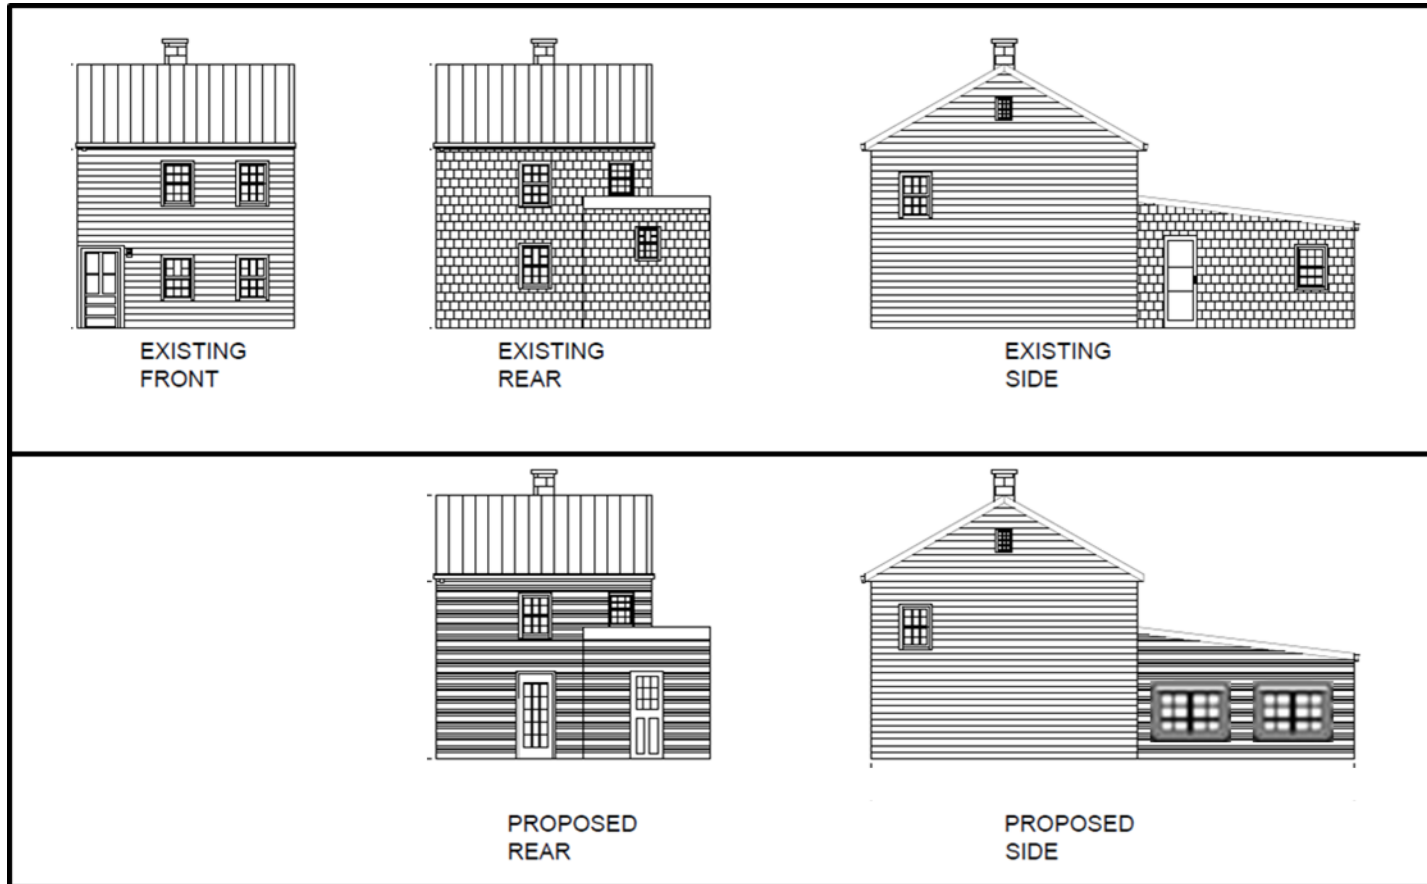 EXISTING
FRONT
EXISTING
REAR
EXISTING
SIDE
PROPOSED
REAR
PROPOSED
SIDE